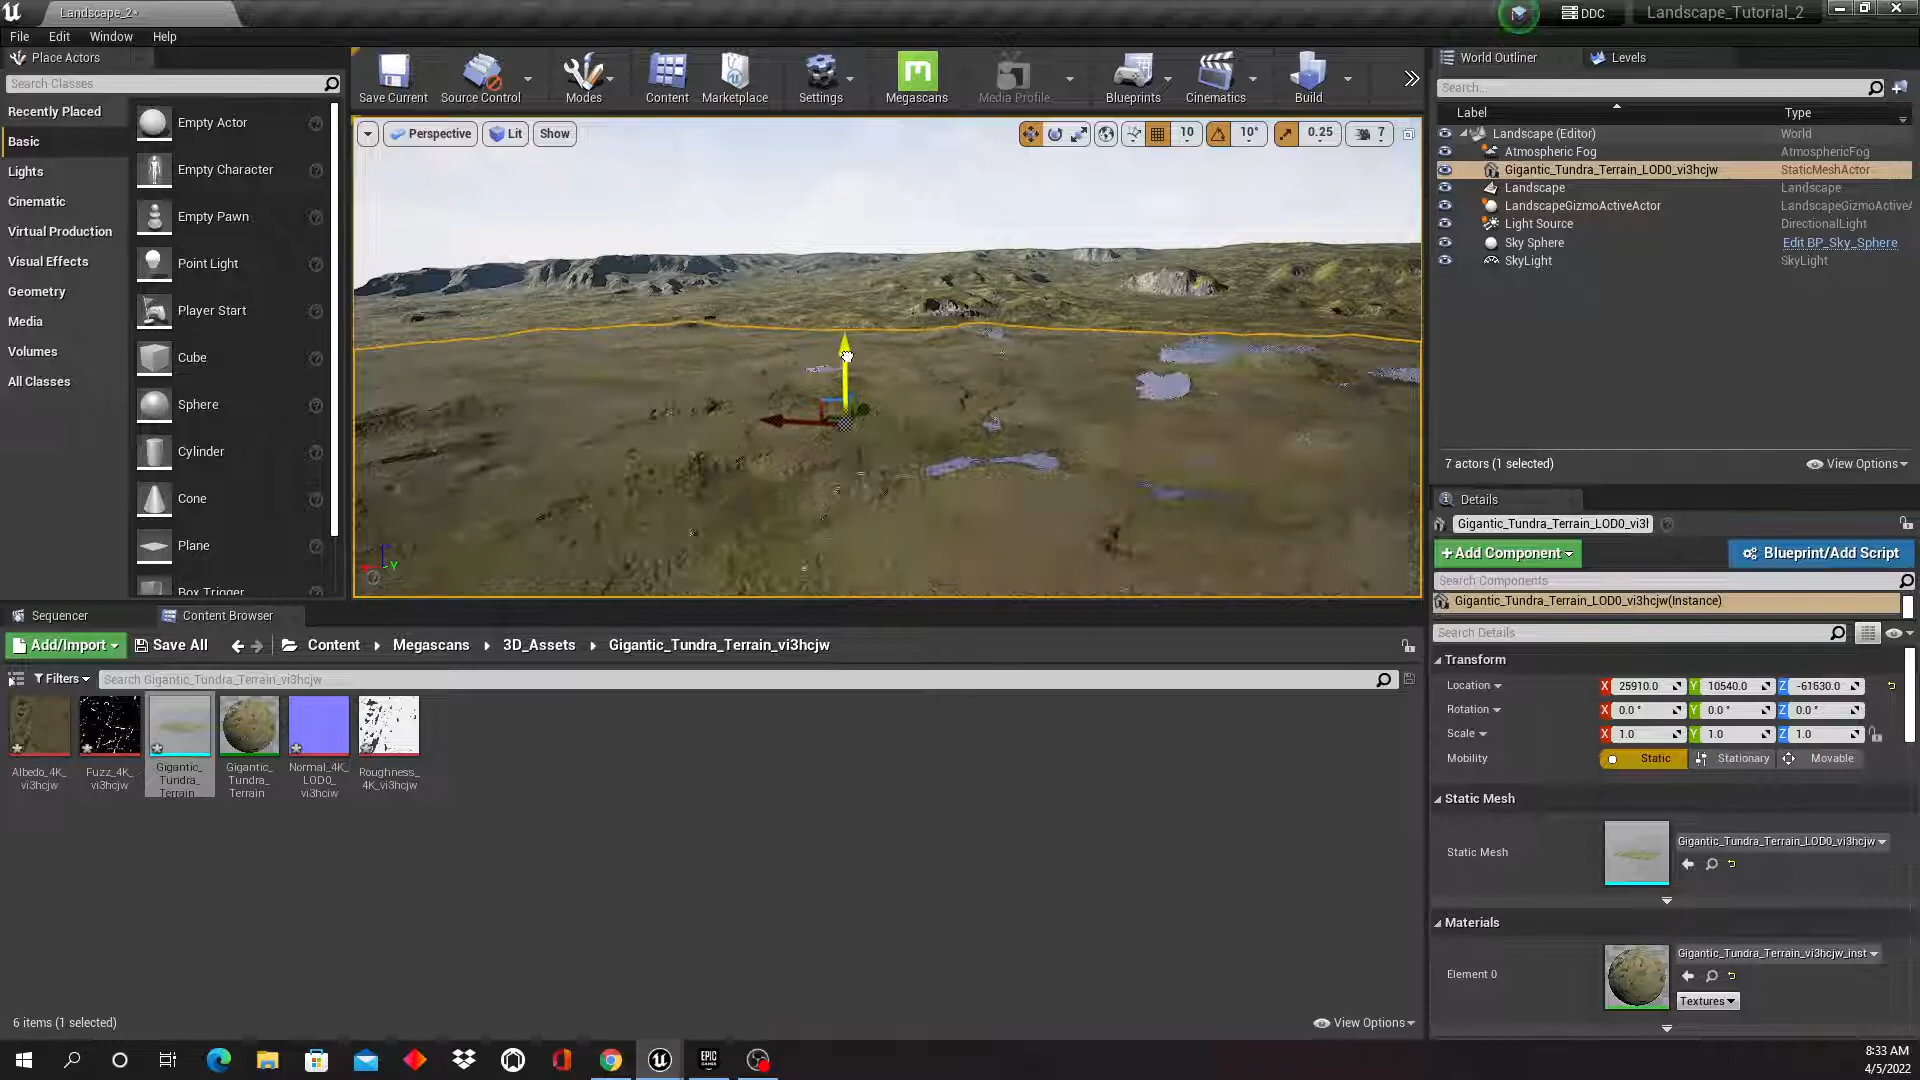 Landscape_2•
DDC
Landscape_Tutorial_2
File Edit Window Help
Place Actors
Search Classes
Recently Placed
Basic
Lights
Cinematic
Virtual Production
Visual Effects
Geometry
Media
Volumes
All Classes
Empty Actor
Empty Character
Empty Pawn
Point Light
Player Start
Cube
Sphere
Cylinder
Cone
Plane
Box Trigger
Save Current
Source Control
Modes
Content
Marketplace
Settings
Megascans
Media Profile
Blueprints
Cinematics
Build
Perspective
Lit
Show
10
10°
0.25
7
Y
World Outliner
Levels
Search...
Label Type
Landscape (Editor) World
Atmospheric Fog AtmosphericFog
Gigantic_Tundra_Terrain_LOD0_vi3hcjw StaticMeshActor
Landscape Landscape
LandscapeGizmoActiveActor LandscapeGizmoActiveA
Light Source DirectionalLight
Sky Sphere Edit BP_Sky_Sphere
SkyLight SkyLight
7 actors (1 selected)
View Options
Details
Gigantic_Tundra_Terrain_LOD0_vi3l
+Add Component
Blueprint/Add Script
Search Components
Gigantic_Tundra_Terrain_LOD0_vi3hcjw(Instance)
Search Details
Transform
Location X 25910.0 Y 10540.0 Z -61630.0
Rotation X 0.0 ° Y 0.0 ° Z 0.0 °
Scale X 1.0 Y 1.0 Z 1.0
Mobility Static Stationary Movable
Static Mesh
Static Mesh
Gigantic_Tundra_Terrain_LOD0_vi3hcjw
Materials
Element 0
Gigantic_Tundra_Terrain_vi3hcjw_inst
Textures
Sequencer
Content Browser
Add/Import
Save All
Content
Megascans
3D_Assets
Gigantic_Tundra_Terrain_vi3hcjw
Filters
Search Gigantic_Tundra_Terrain_vi3hcjw
Albedo_4K_
vi3hcjw
Fuzz_4K_
vi3hcjw
Gigantic_
Tundra_
Terrain_
Gigantic_
Tundra_
Terrain_
Normal_4K_
LOD0_
vi3hcjw
Roughness_
4K_vi3hcjw
6 items (1 selected)
View Options
EPIC
GAMES
8:33 AM
4/5/2022